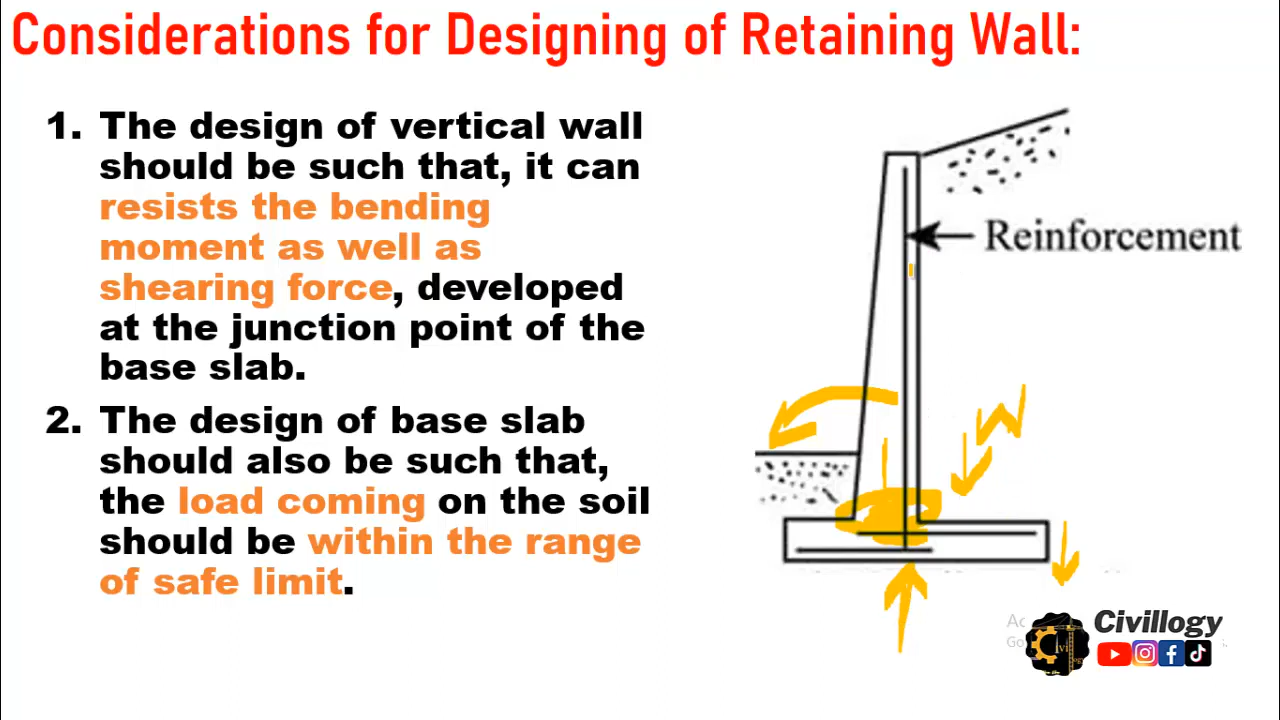 Considerations for Designing of Retaining Wall:
1. The design of vertical wall
should be such that, it can
resists the bending
moment as well as
shearing force, developed
at the junction point of the
base slab.
2. The design of base slab
should also be such that,
the load coming on the soil
should be within the range
of safe limit.
Reinforcement
W
Civillogy